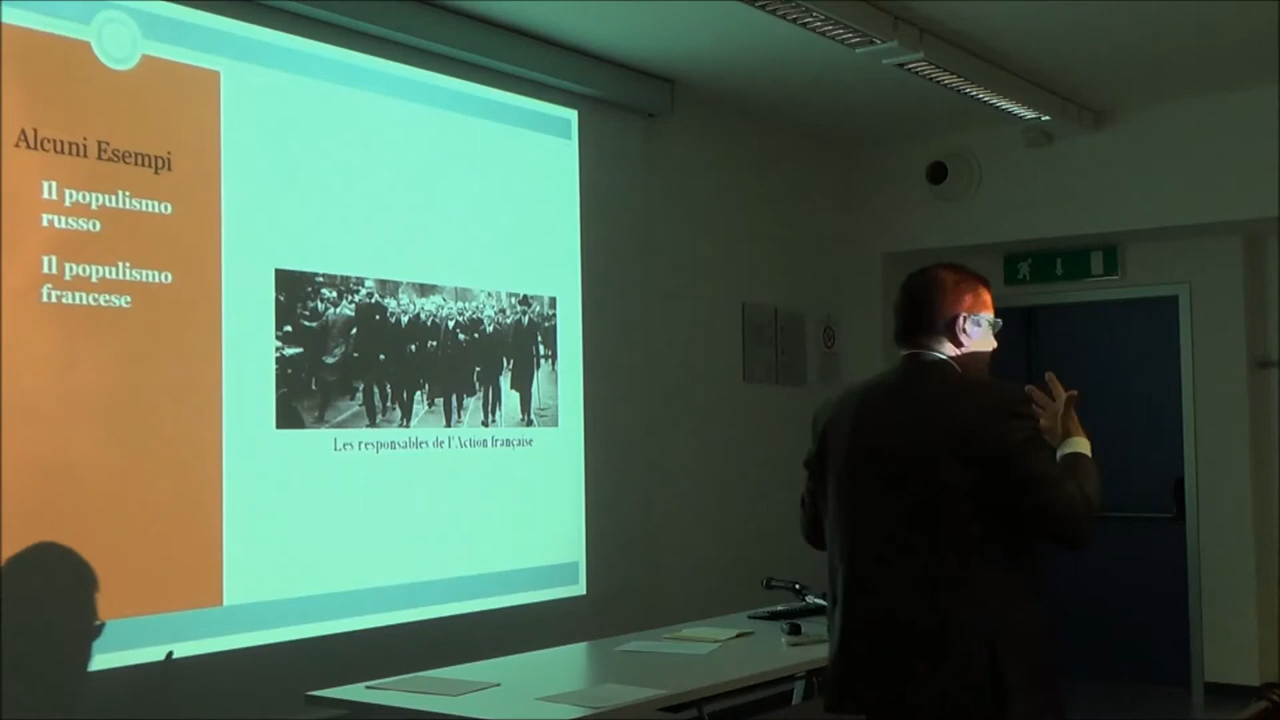 Alcuni Esempi
Il populismo
russo
Il populismo
francese
Les responsables de l'Action française